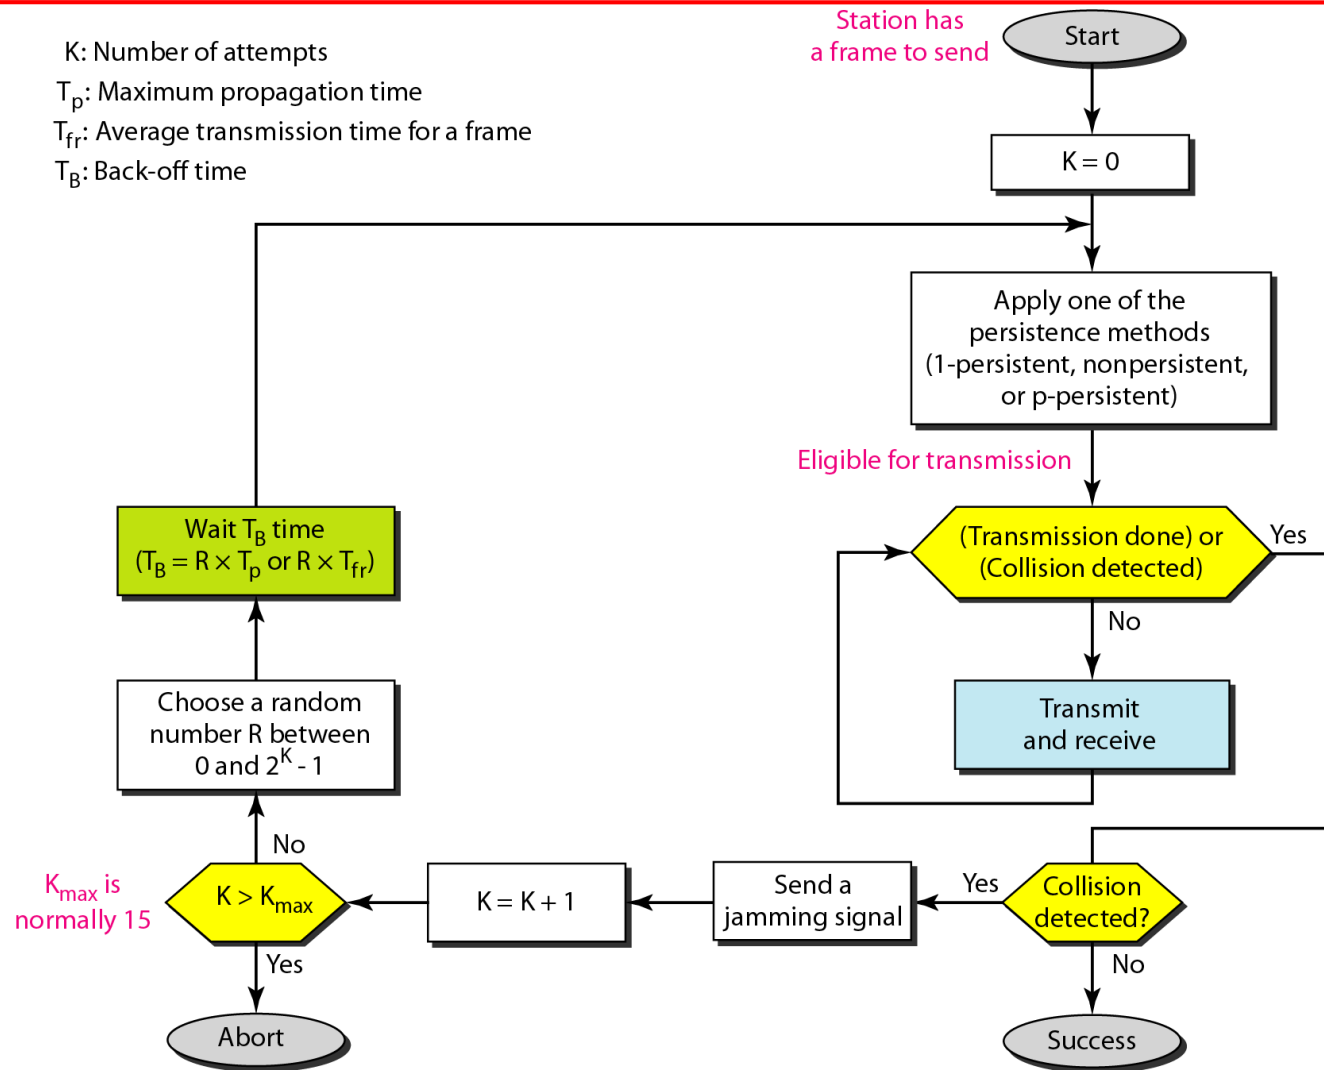 Station has
a frame to send
Start
K: Number of attempts
Tp: Maximum propagation time
Tfr: Average transmission time for a frame
TB: Back-off time
K = 0
Apply one of the
persistence methods
(1-persistent, nonpersistent,
or p-persistent)
Eligible for transmission
(Transmission done) or
(Collision detected)
Yes
No
Transmit
and receive
Wait TB time
(TB = R × Tp or R × Tfr)
Choose a random
number R between
0 and 2^K - 1
No
Kmax is
normally 15
K > Kmax
Yes
Abort
K = K + 1
Send a
jamming signal
Yes
Collision
detected?
No
Success